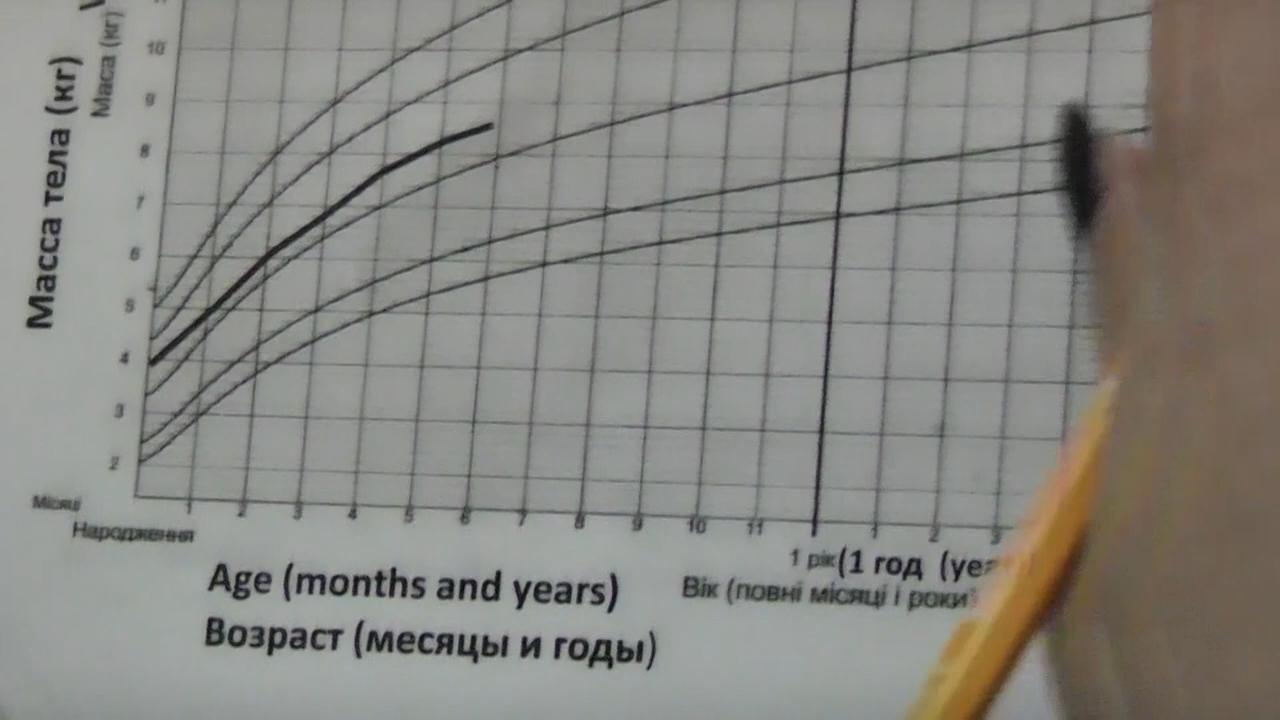 Масса тела (кг)
Маса (кг)
10
9
8
7
6
5
4
3
2
Місяці
1 2 3 4 5 6 7 8 9 10 11 1 2 3
Народження
1 рік (1 год (year)
Age (months and years)
Вік (повні місяці і роки)
Возраст (месяцы и годы)